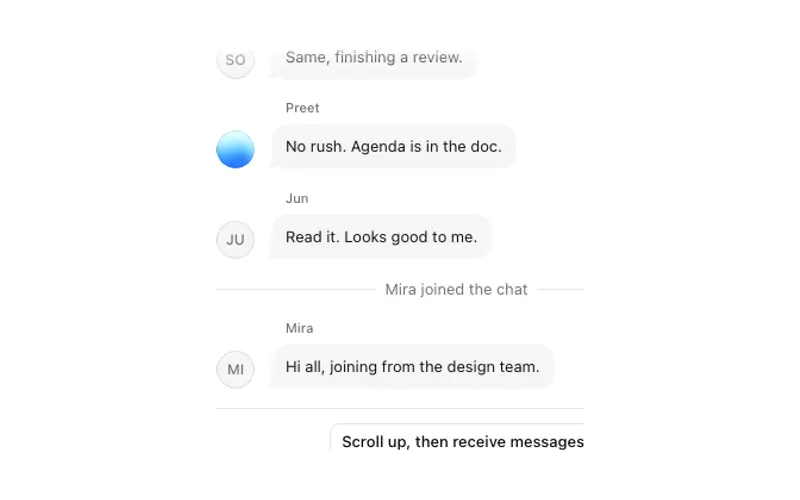 SO
Same, finishing a review.
Preet
No rush. Agenda is in the doc.
Jun
JU
Read it. Looks good to me.
Mira joined the chat
Mira
MI
Hi all, joining from the design team.
Scroll up, then receive messages